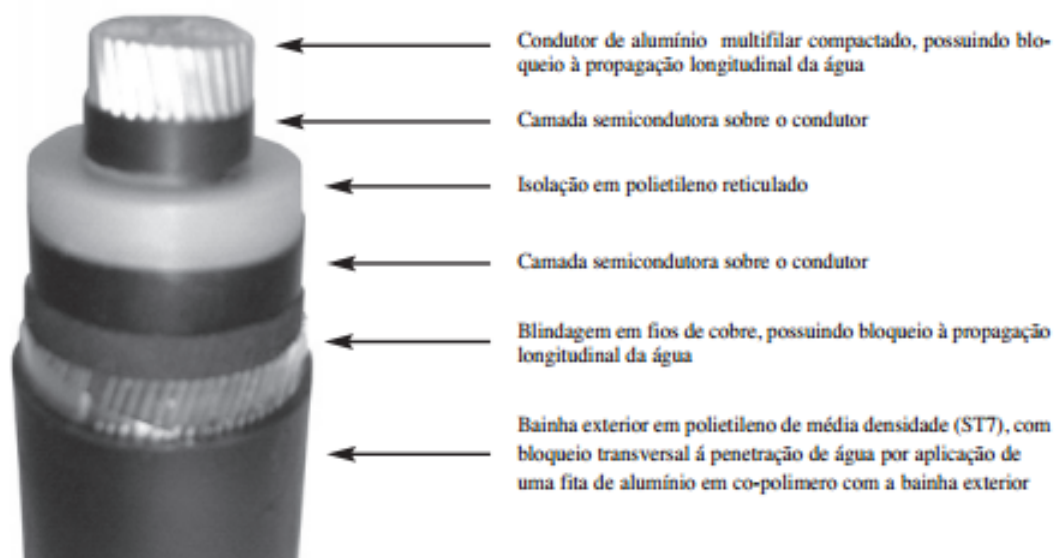 Condutor de alumínio multifilar compactado, possuindo blo-
queio à propagação longitudinal da água
Camada semicondutora sobre o condutor
Isolação em polietileno reticulado
Camada semicondutora sobre o condutor
Blindagem em fios de cobre, possuindo bloqueio à propagação
longitudinal da água
Bainha exterior em polietileno de média densidade (ST7), com
bloqueio transversal á penetração de água por aplicação de
uma fita de alumínio em co-polimero com a bainha exterior